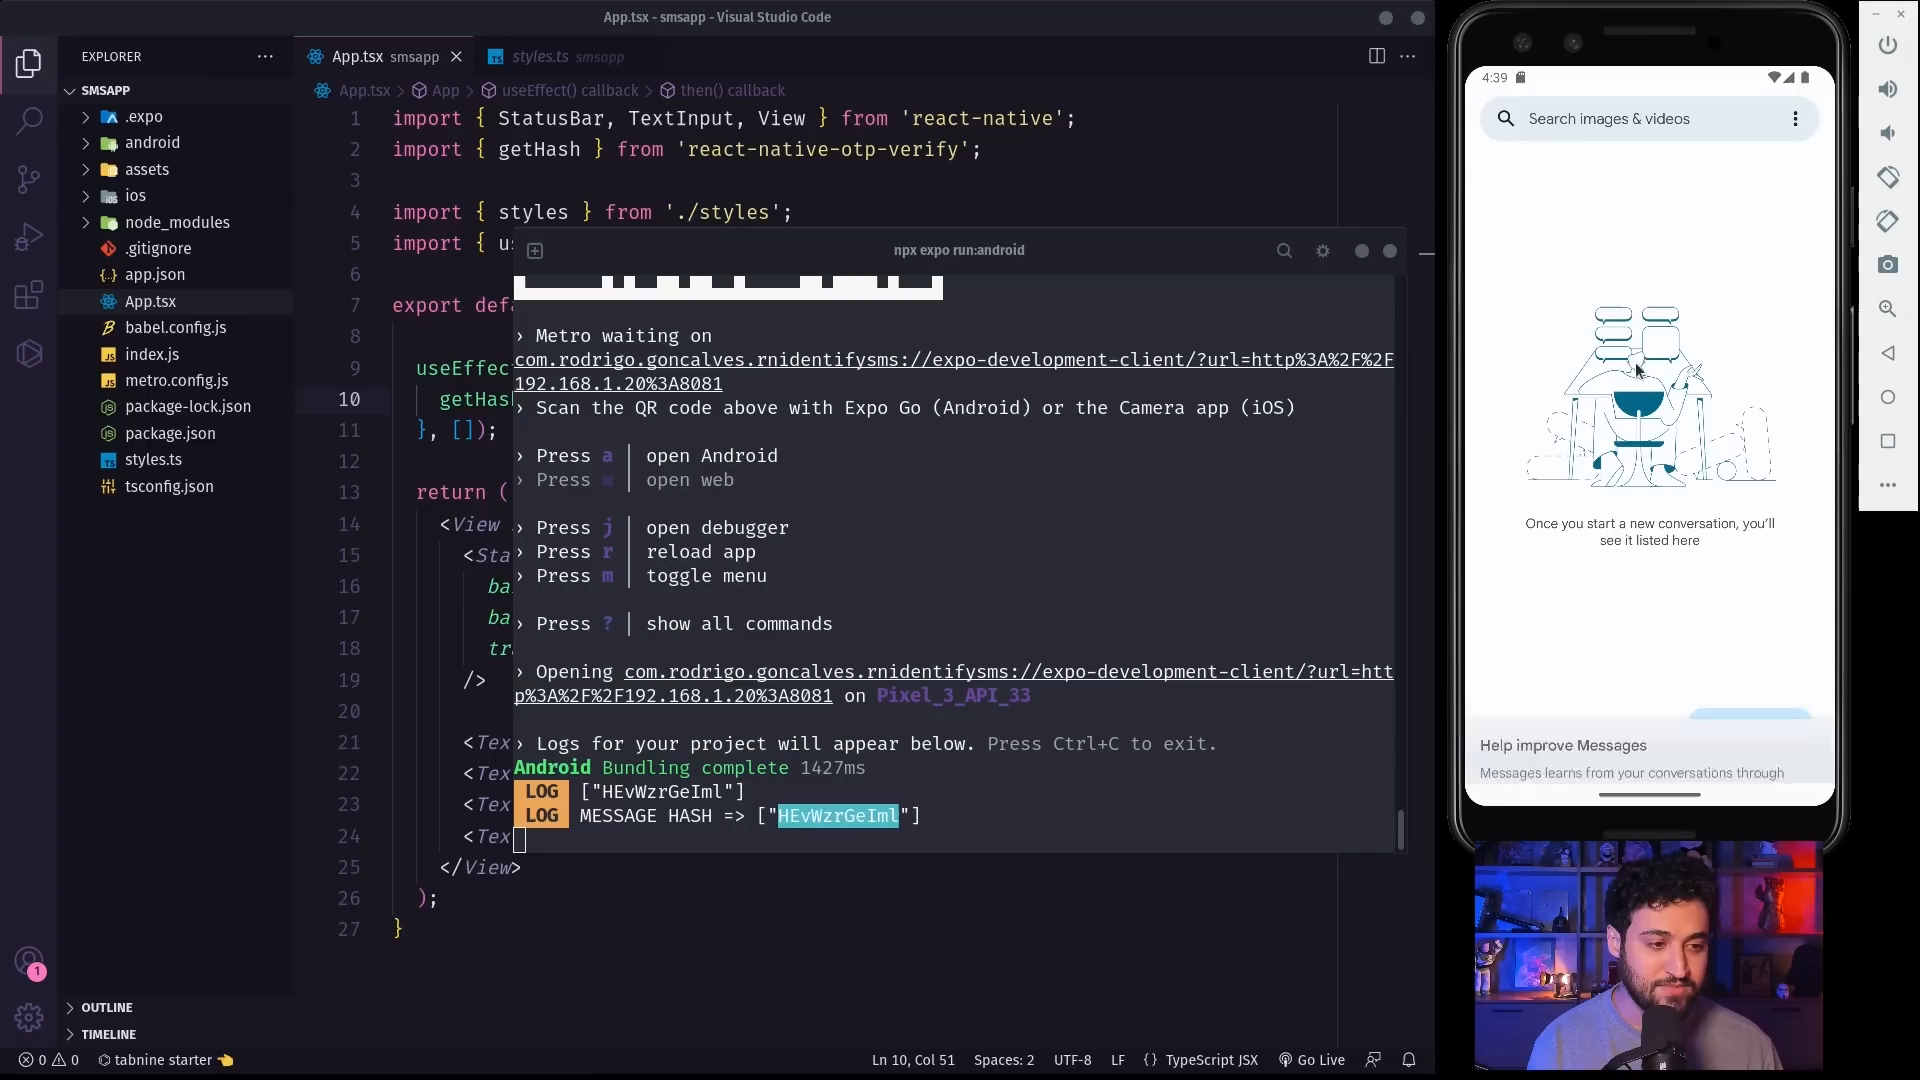 App.tsx - smsapp - Visual Studio Code
EXPLORER
SMSAPP
.expo
android
assets
ios
node_modules
.gitignore
app.json
App.tsx
babel.config.js
index.js
metro.config.js
package-lock.json
package.json
styles.ts
tsconfig.json
OUTLINE
TIMELINE
App.tsx smsapp
styles.ts smsapp
App.tsx > App > useEffect() callback > then() callback
1 import { StatusBar, TextInput, View } from 'react-native';
2 import { getHash } from 'react-native-otp-verify';
3
4 import { styles } from './styles';
5 import { us
6
7 export defa
8
9 useEffec
10 getHas
11 }, []);
12
13 return (
14 <View
15 <Sta
16 ba
17 ba
18 tr
19 />
20
21 <Tex
22 <Tex
23 <Tex
24 <Tex
25 </View>
26 );
27 }
npx expo run:android
› Metro waiting on
com.rodrigo.goncalves.rnidentifysms://expo-development-client/?url=http%3A%2F%2F
192.168.1.20%3A8081
› Scan the QR code above with Expo Go (Android) or the Camera app (iOS)
› Press a │ open Android
› Press w │ open web
› Press j │ open debugger
› Press r │ reload app
› Press m │ toggle menu
› Press ? │ show all commands
› Opening com.rodrigo.goncalves.rnidentifysms://expo-development-client/?url=htt
p%3A%2F%2F192.168.1.20%3A8081 on Pixel_3_API_33
› Logs for your project will appear below. Press Ctrl+C to exit.
Android Bundling complete 1427ms
LOG ["HEvWzrGeIml"]
LOG MESSAGE HASH => ["HEvWzrGeIml"]
4:39
Search images & videos
Once you start a new conversation, you'll
see it listed here
Help improve Messages
Messages learns from your conversations through
1
0 0 tabnine starter
Ln 10, Col 51
Spaces: 2
UTF-8
LF
{} TypeScript JSX
Go Live